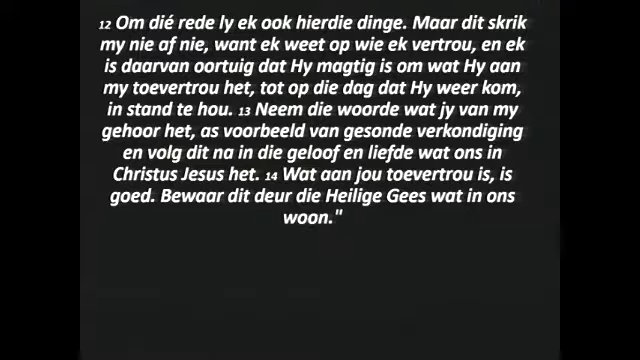 12 Om dié rede ly ek ook hierdie dinge. Maar dit skrik
my nie af nie, want ek weet op wie ek vertrou, en ek
is daarvan oortuig dat Hy magtig is om wat Hy aan
my toevertrou het, tot op die dag dat Hy weer kom,
in stand te hou. 13 Neem die woorde wat jy van my
gehoor het, as voorbeeld van gesonde verkondiging
en volg dit na in die geloof en liefde wat ons in
Christus Jesus het. 14 Wat aan jou toevertrou is, is
goed. Bewaar dit deur die Heilige Gees wat in ons
woon."